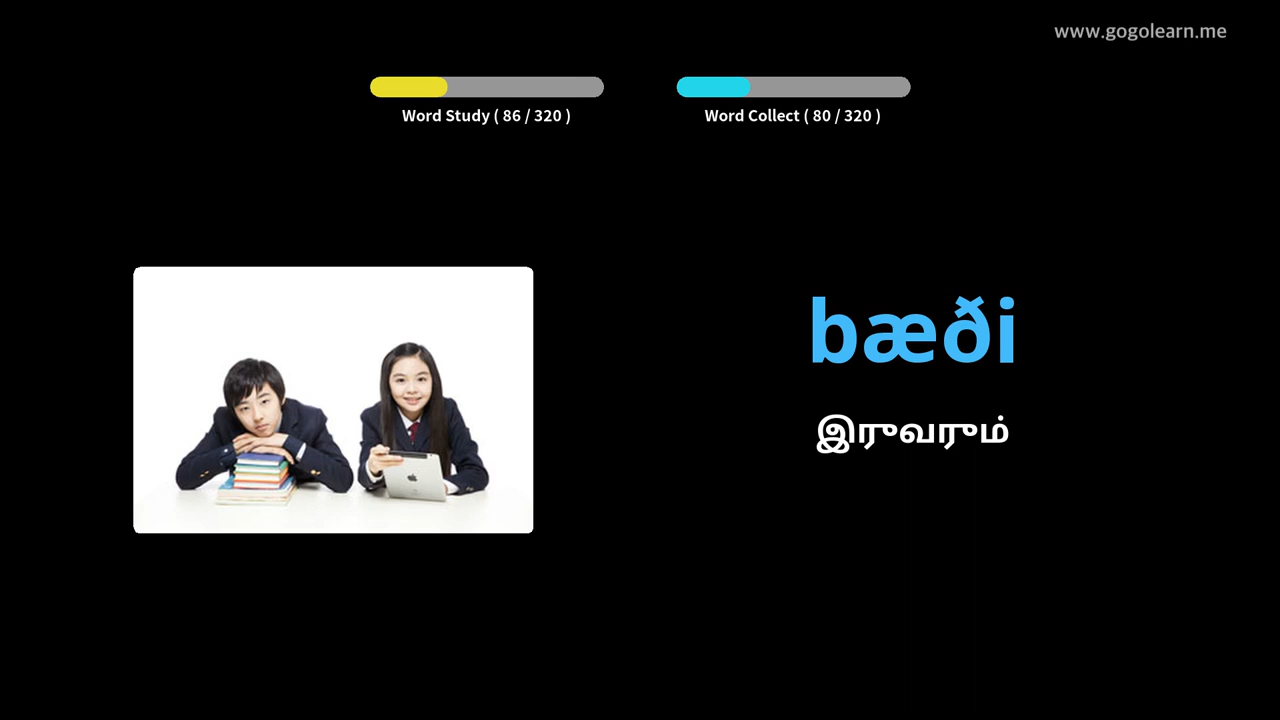 www.gogolearn.me
Word Study ( 86 / 320 )
Word Collect ( 80 / 320 )
bæði
இருவரும்